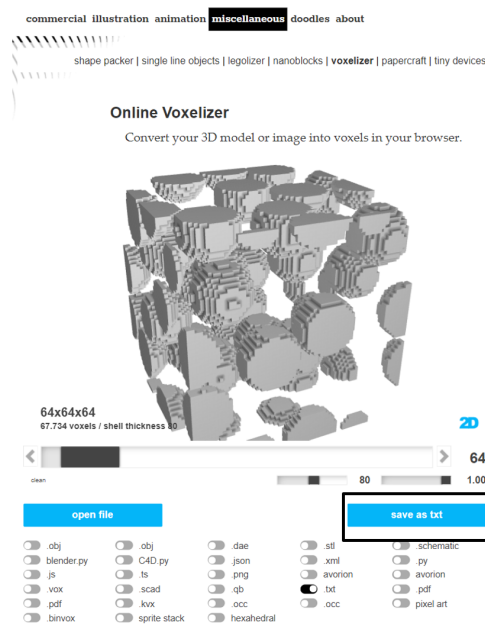 commercial illustration animation miscellaneous doodles about
shape packer | single line objects | legolizer | nanoblocks | voxelizer | papercraft | tiny devices
Online Voxelizer
Convert your 3D model or image into voxels in your browser.
64x64x64
67.734 voxels / shell thickness 80
2D
64
clean
80
1.00
open file
save as txt
.obj .obj .dae .stl .schematic
blender.py C4D.py .json .xml .py
.js .ts .png avorion avorion
.vox .scad .qb .txt .pdf
.pdf .kvx .occ .occ pixel art
.binvox sprite stack hexahedral